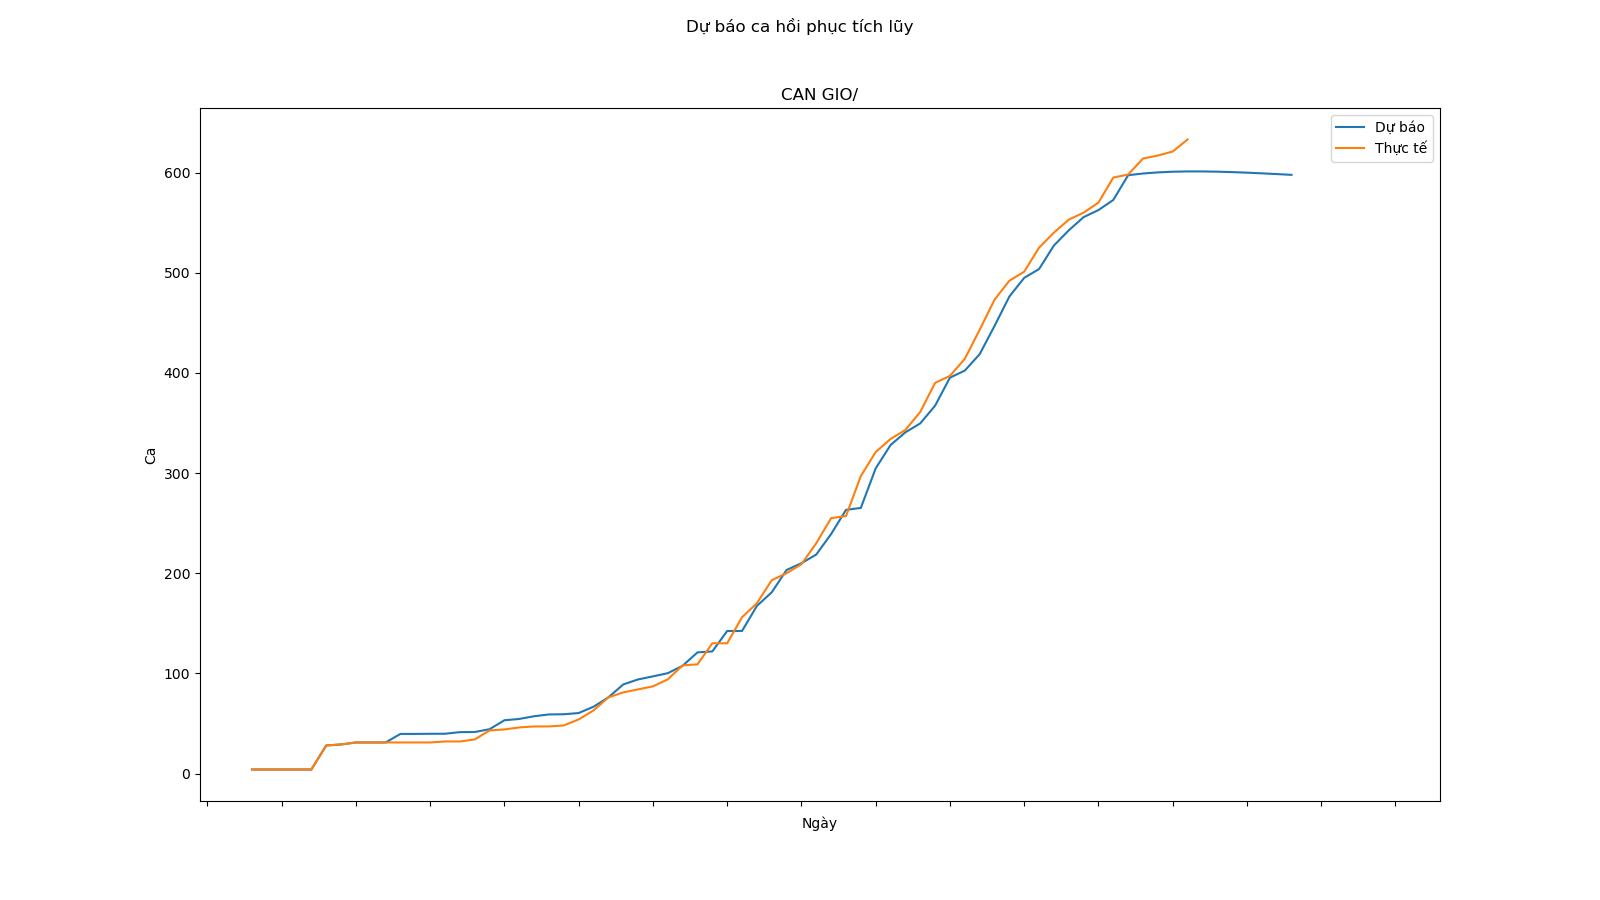 Dự báo ca hồi phục tích lũy
CAN GIO/
Dự báo
Thực tế
600
500
400
300
200
100
0
Ca
Ngày